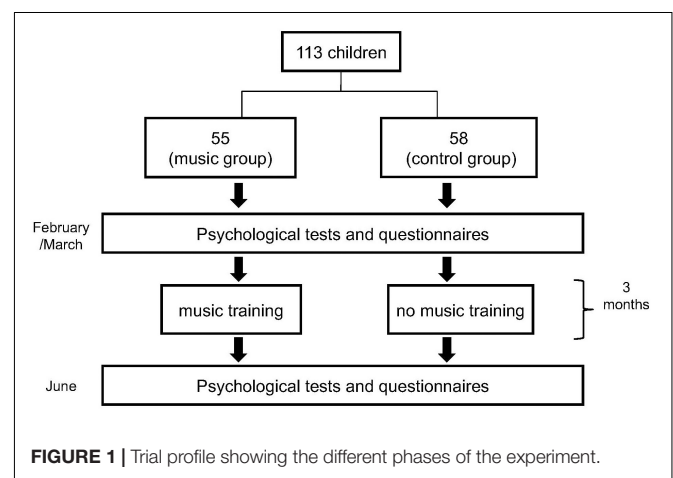 113 children
55
(music group)
58
(control group)
February
/March
Psychological tests and questionnaires
music training
no music training
3
months
June
Psychological tests and questionnaires
FIGURE 1 | Trial profile showing the different phases of the experiment.